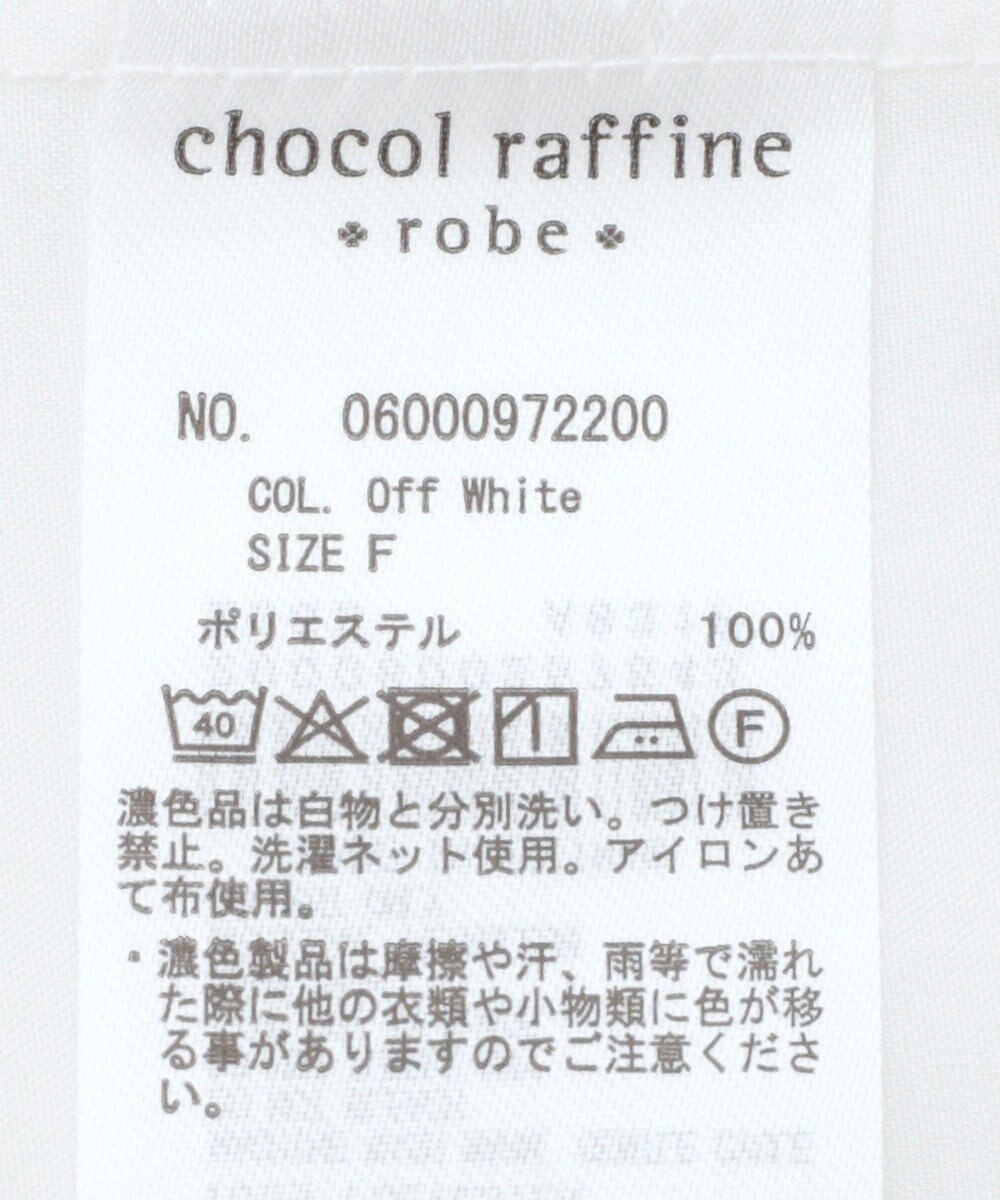 chocol raffine
robe
NO. 06000972200
COL. Off White
SIZE F
ポリエステル 100%
40 F
濃色品は白物と分別洗い。つけ置き
禁止。洗濯ネット使用。アイロンあ
て布使用。
・濃色製品は摩擦や汗、雨等で濡れ
た際に他の衣類や小物類に色が移
る事がありますのでご注意くださ
い。